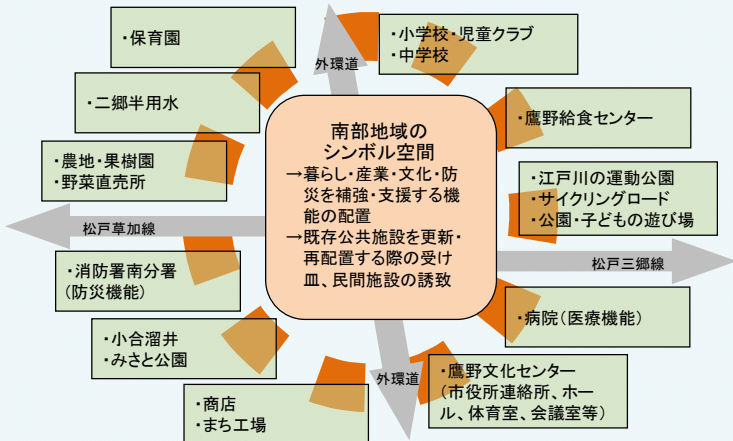 ・保育園
外環道
・小学校・児童クラブ
・中学校
・二郷半用水
・鷹野給食センター
・農地・果樹園
・野菜直売所
南部地域の
シンボル空間
→暮らし・産業・文化・防
災を補強・支援する機
能の配置
→既存公共施設を更新・
再配置する際の受け
皿、民間施設の誘致
・江戸川の運動公園
・サイクリングロード
・公園・子どもの遊び場
松戸草加線
松戸三郷線
・消防署南分署
(防災機能)
・病院(医療機能)
・小合溜井
・みさと公園
外環道
・鷹野文化センター
(市役所連絡所、ホー
ル、体育室、会議室等)
・商店
・まち工場